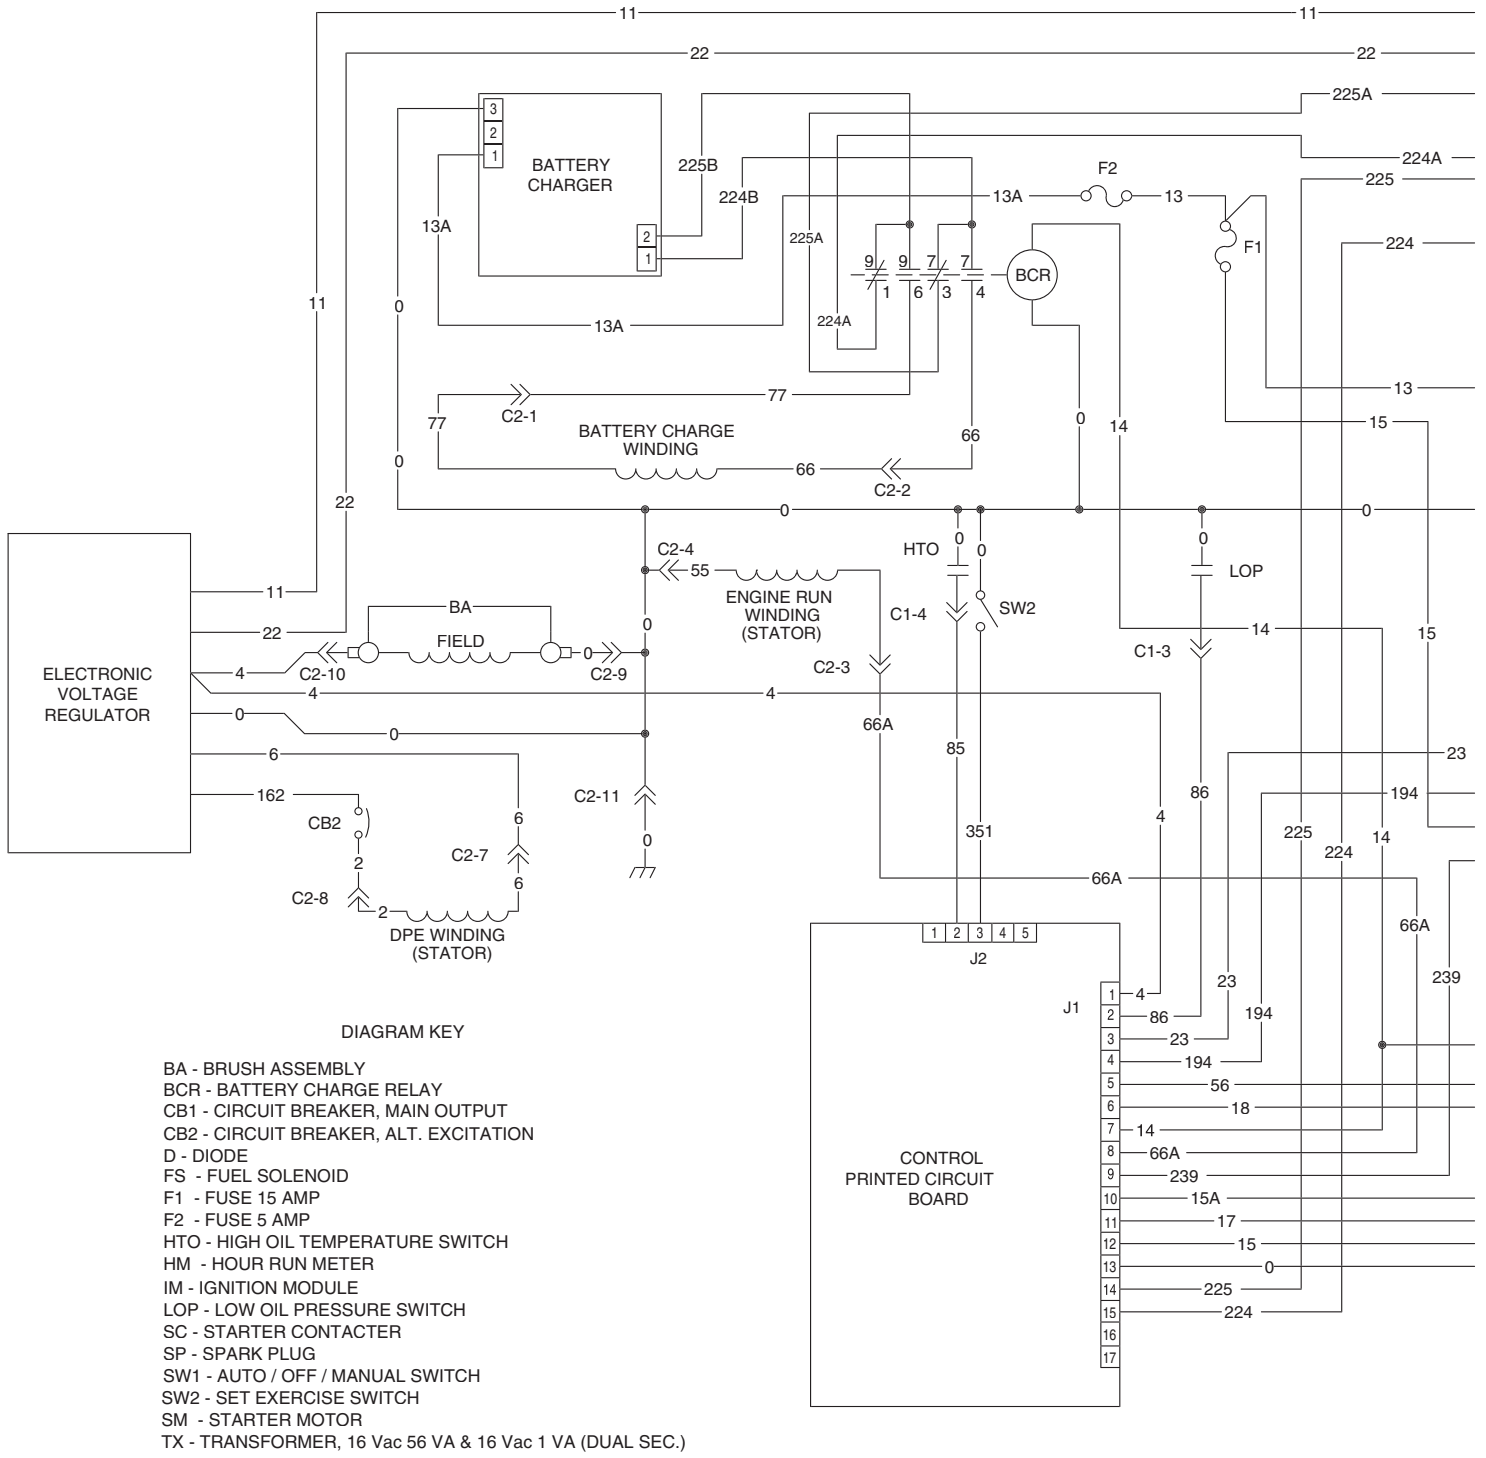 11
11
22
22
225A
3
2
1
BATTERY
CHARGER
225B
224B
224A
F2
225
13A
13
13A
2
1
225A
F1
224
9
9
7
7
BCR
1
6
3
4
11
0
13A
224A
13
77
C2-1
77
15
BATTERY CHARGE
WINDING
66
0
14
0
66
C2-2
22
0
0
HTO
0
0
0
LOP
C2-4
55
ENGINE RUN
WINDING
(STATOR)
C1-4
SW2
11
BA
0
14
15
22
FIELD
C2-3
C1-3
4
C2-10
0
C2-9
4
4
ELECTRONIC
VOLTAGE
REGULATOR
0
0
66A
85
6
23
162
C2-11
86
194
CB2
6
0
351
4
225
224
14
2
C2-7
C2-8
6
66A
2
DPE WINDING
(STATOR)
1 2 3 4 5
J2
66A
239
23
194
J1
1
4
2
86
3
23
4
194
5
56
6
18
7
14
8
66A
9
239
10
15A
11
17
12
15
13
0
14
225
15
224
16
17
CONTROL
PRINTED CIRCUIT
BOARD
DIAGRAM KEY
BA - BRUSH ASSEMBLY
BCR - BATTERY CHARGE RELAY
CB1 - CIRCUIT BREAKER, MAIN OUTPUT
CB2 - CIRCUIT BREAKER, ALT. EXCITATION
D - DIODE
FS - FUEL SOLENOID
F1 - FUSE 15 AMP
F2 - FUSE 5 AMP
HTO - HIGH OIL TEMPERATURE SWITCH
HM - HOUR RUN METER
IM - IGNITION MODULE
LOP - LOW OIL PRESSURE SWITCH
SC - STARTER CONTACTER
SP - SPARK PLUG
SW1 - AUTO / OFF / MANUAL SWITCH
SW2 - SET EXERCISE SWITCH
SM - STARTER MOTOR
TX - TRANSFORMER, 16 Vac 56 VA & 16 Vac 1 VA (DUAL SEC.)